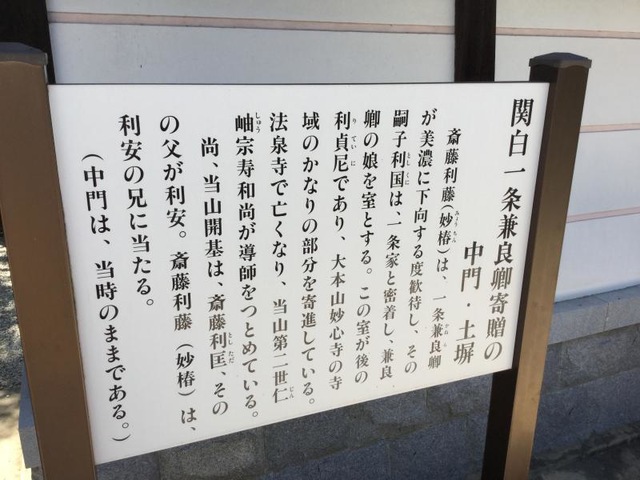 関白一条兼良卿寄贈の
中門・土塀
斎藤利藤(妙椿)は、一条兼良卿
が美濃に下向する度歓待し、その
嗣子利国は、一条家と密着し、兼良
卿の娘を室とする。この室が後の
利貞尼であり、大本山妙心寺の寺
域のかなりの部分を寄進している。
法泉寺で亡くなり、当山第二世仁
岫宗寿和尚が導師をつとめている。
尚、当山開基は、斎藤利匡、その
の父が利安。斎藤利藤(妙椿)は、
利安の兄に当たる。
(中門は、当時のままである。)